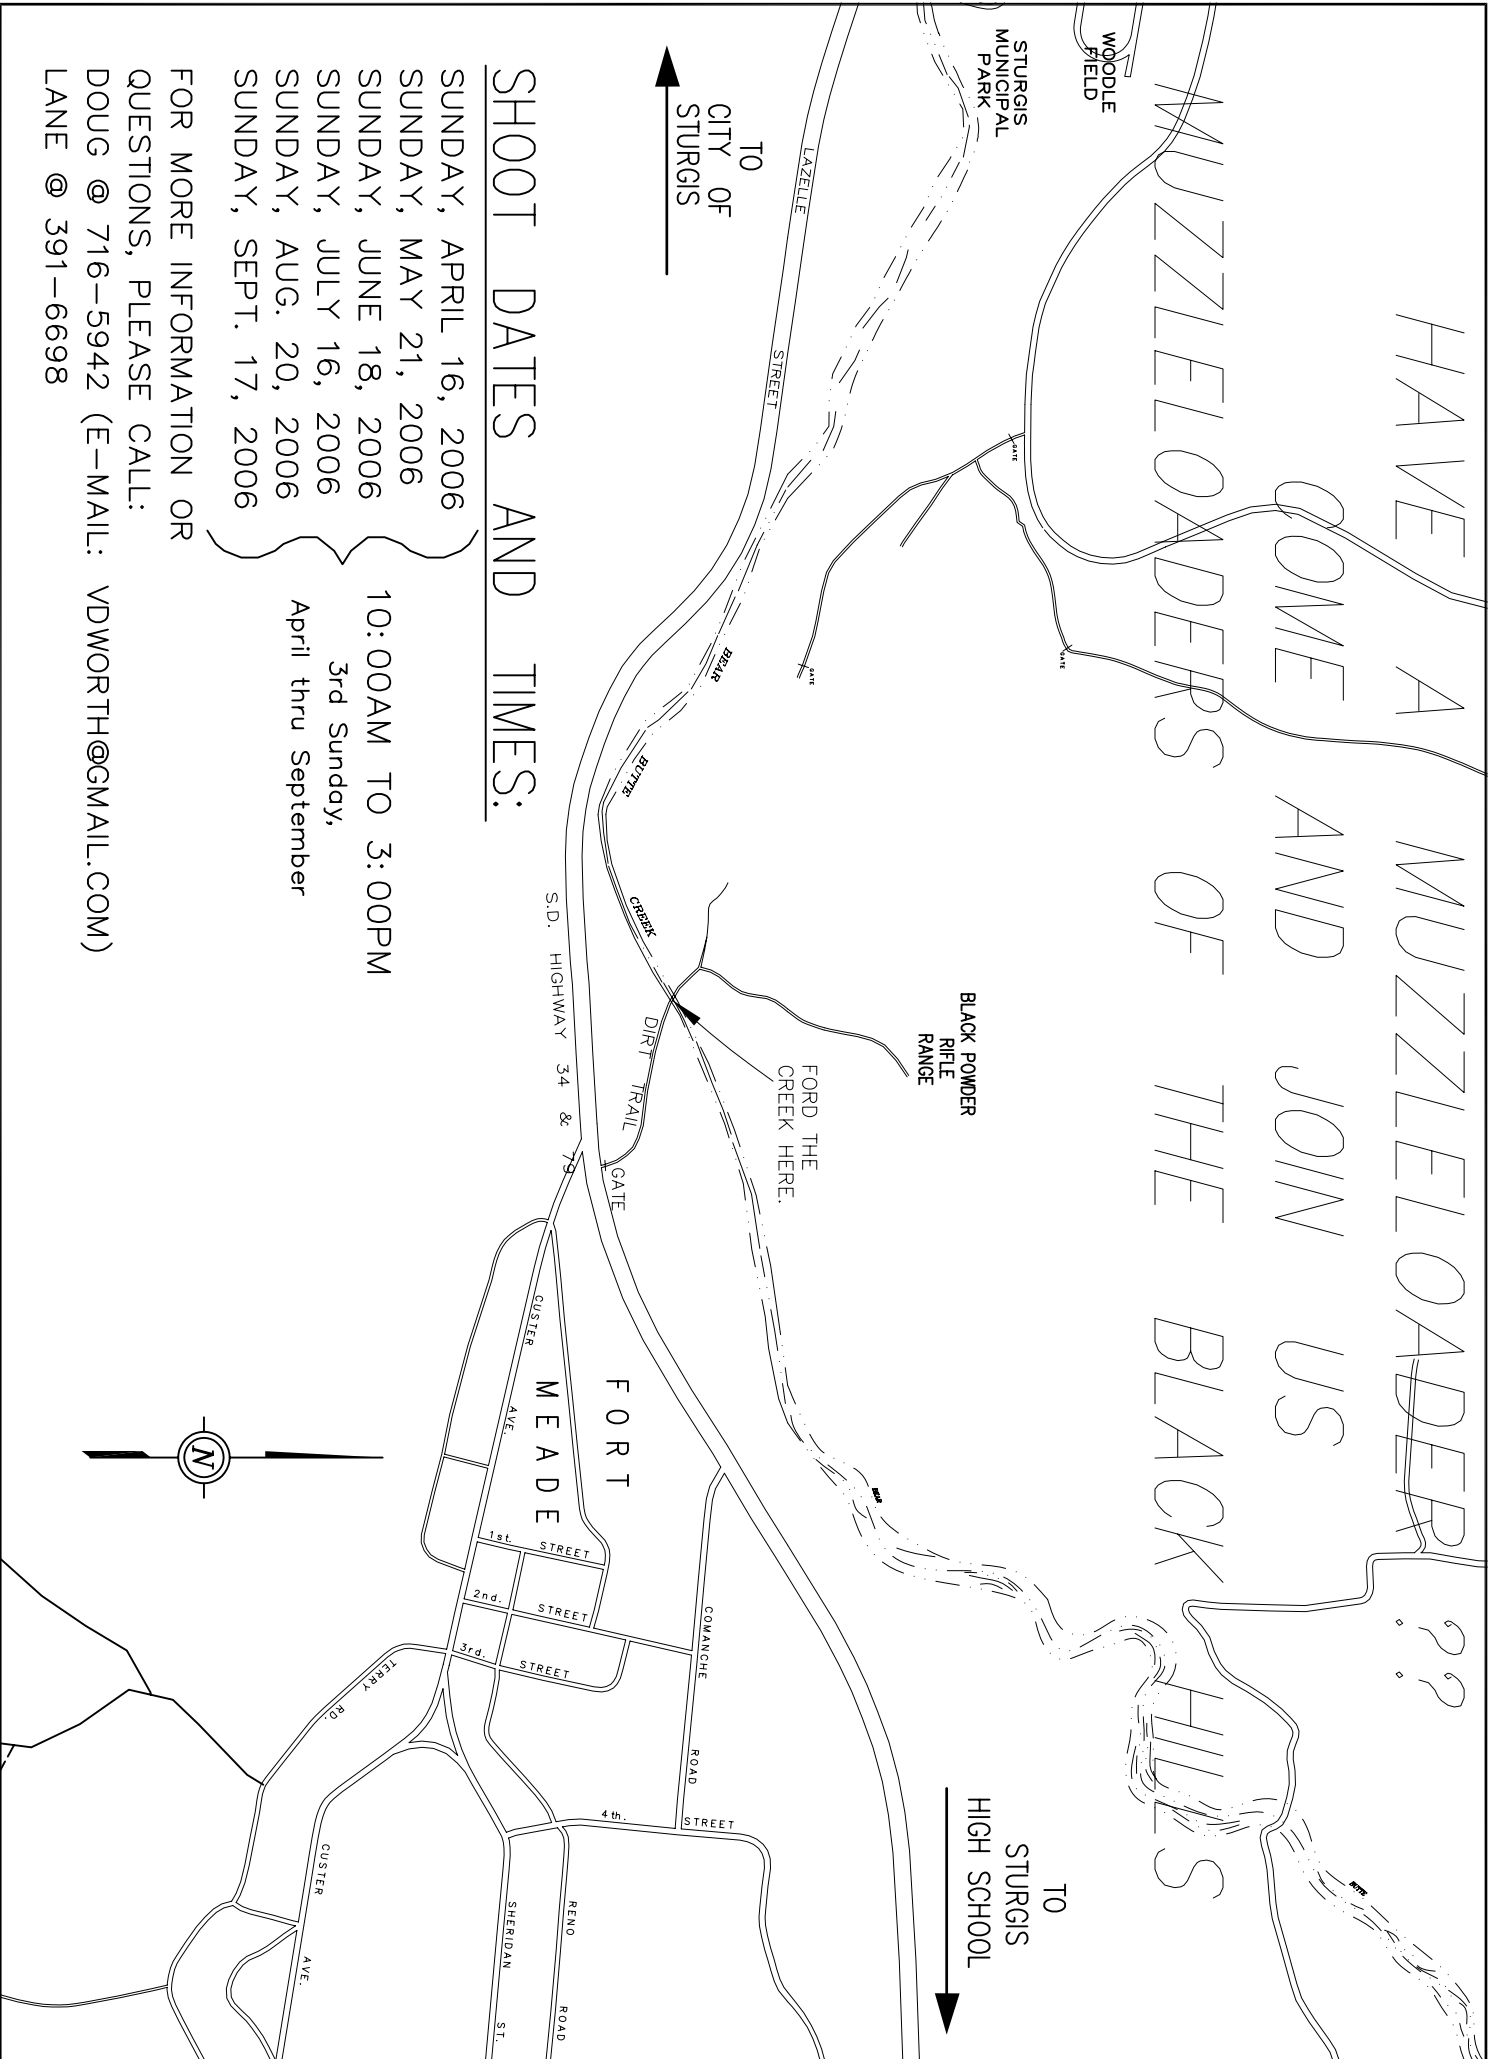 HAVE A MUZZLELOADER ??
COME AND JOIN US
MUZZLELOADERS OF THE BLACK HILLS
WOODLE
FIELD
STURGIS
MUNICIPAL
PARK
TO
CITY OF
STURGIS
LAZELLE STREET
GATE
GATE
GATE
BEAR BUTTE CREEK
BLACK POWDER
RIFLE
RANGE
FORD THE
CREEK HERE.
DIRT TRAIL
GATE
S.D. HIGHWAY 34 & 79
BEAR
BUTTE
TO
STURGIS
HIGH SCHOOL
FORT
MEADE
CUSTER AVE.
1st. STREET
2nd. STREET
3rd. STREET
COMANCHE ROAD
4th. STREET
TERRY RD.
CUSTER AVE.
SHERIDAN ST.
RENO ROAD
N
SHOOT DATES AND TIMES:
SUNDAY, APRIL 16, 2006
SUNDAY, MAY 21, 2006
SUNDAY, JUNE 18, 2006
SUNDAY, JULY 16, 2006
SUNDAY, AUG. 20, 2006
SUNDAY, SEPT. 17, 2006
10:00AM TO 3:00PM
3rd Sunday,
April thru September
FOR MORE INFORMATION OR
QUESTIONS, PLEASE CALL:
DOUG @ 716-5942 (E-MAIL: VDWORTH@GMAIL.COM)
LANE @ 391-6698